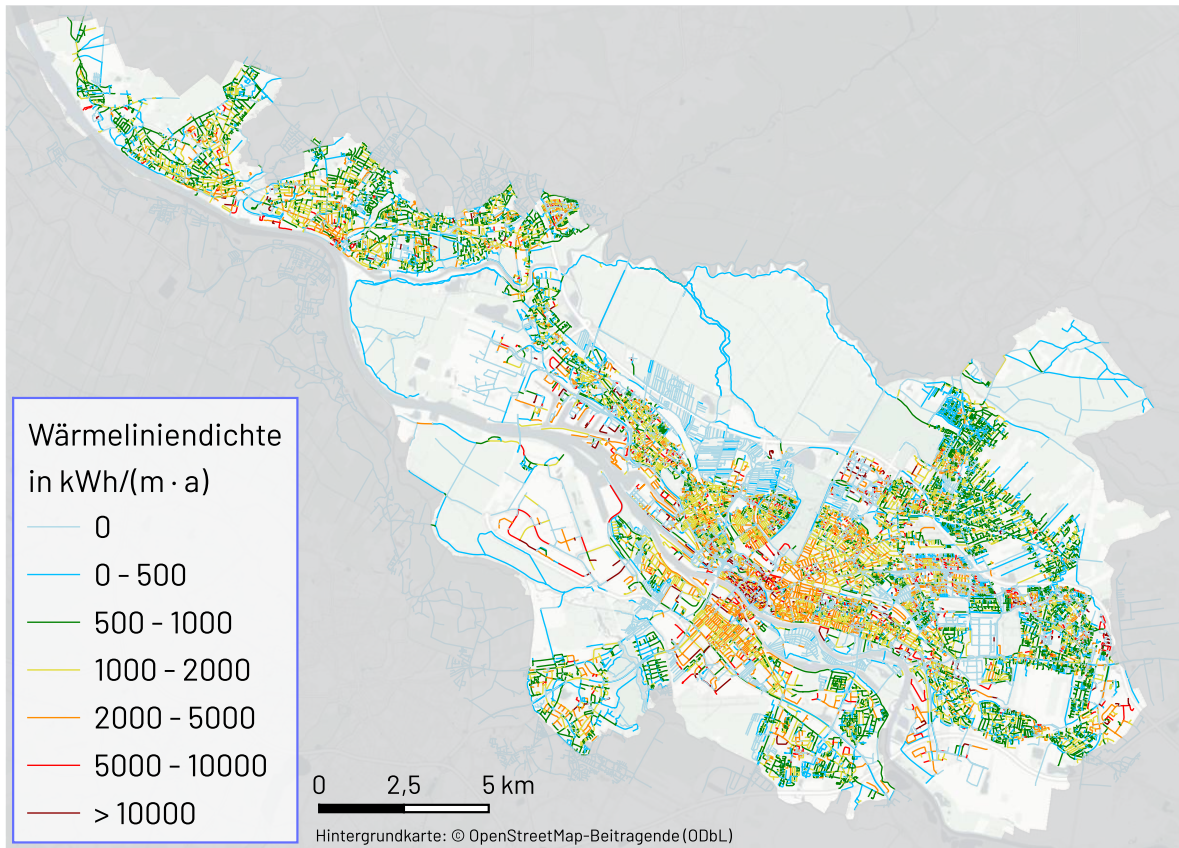 Wärmeliniendichte
in kWh/(m · a)
0
0 - 500
500 - 1000
1000 - 2000
2000 - 5000
5000 - 10000
> 10000
0 2,5 5 km
Hintergrundkarte: © OpenStreetMap-Beitragende (ODbL)